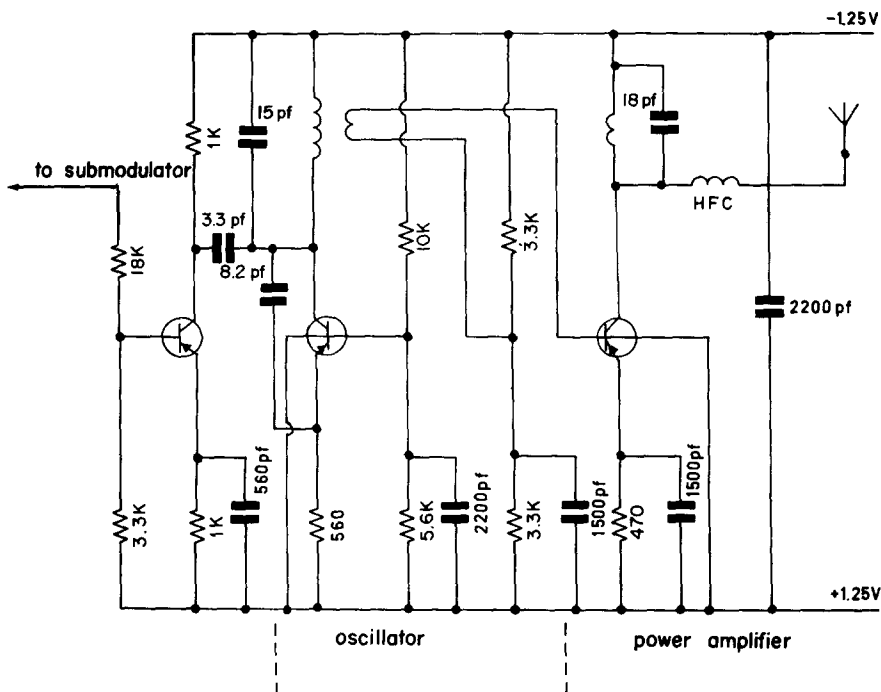 −1.25V
15 pf
18 pf
1K
to submodulator
HFC
3.3 pf
10K
3.3K
18K
8.2 pf
2200 pf
560pf
2200pf
1500pf
1500pf
3.3K
1K
560
5.6K
3.3K
470
+1.25V
oscillator
power amplifier